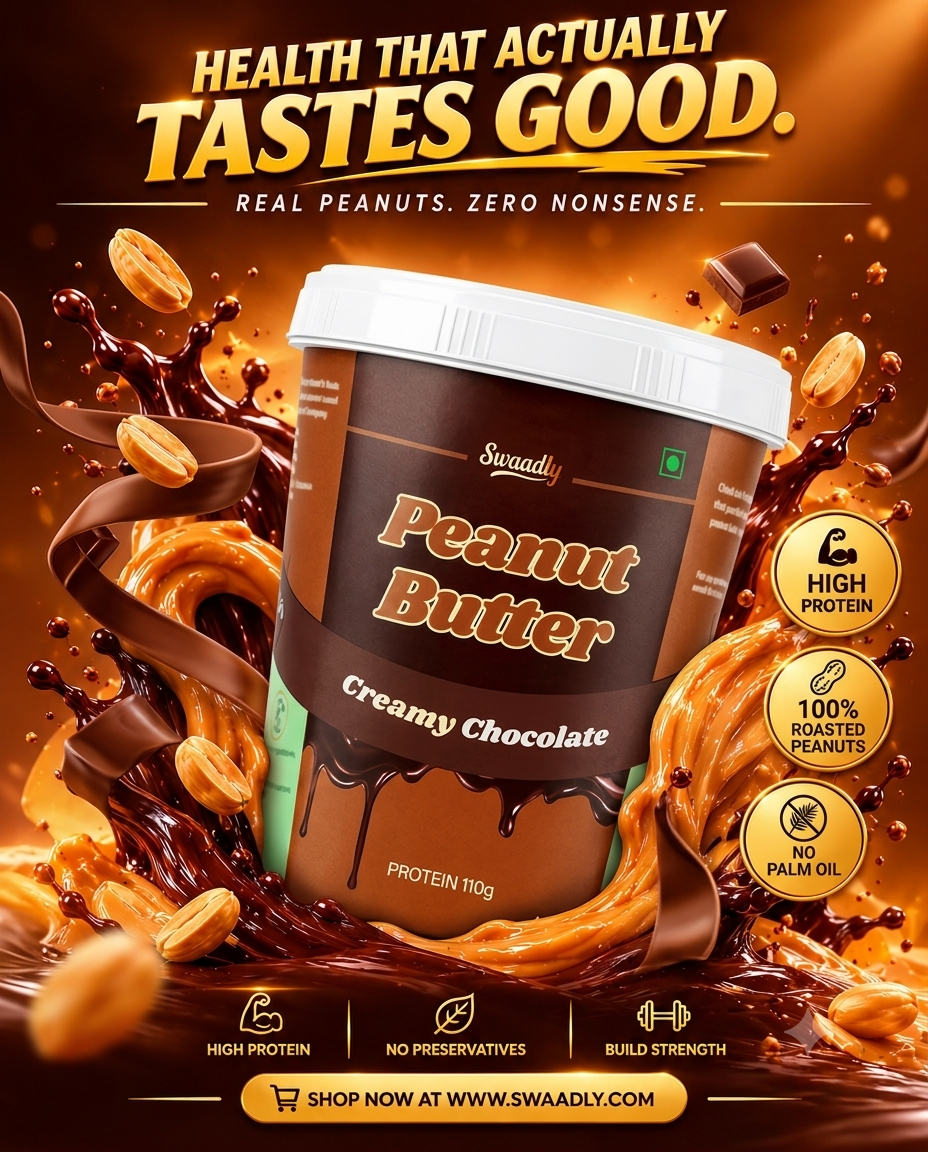 HEALTH THAT ACTUALLY
TASTES GOOD.
REAL PEANUTS. ZERO NONSENSE.
Swaadly
Peanut
Butter
Creamy Chocolate
PROTEIN 110g
HIGH
PROTEIN
100%
ROASTED
PEANUTS
NO
PALM OIL
HIGH PROTEIN
NO PRESERVATIVES
BUILD STRENGTH
SHOP NOW AT WWW.SWAADLY.COM